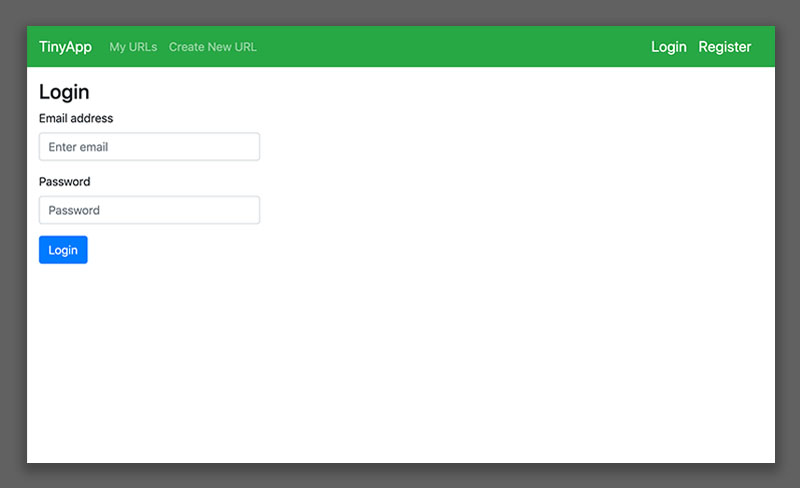 TinyApp My URLs Create New URL Login Register
Login
Email address
Enter email
Password
Password
Login